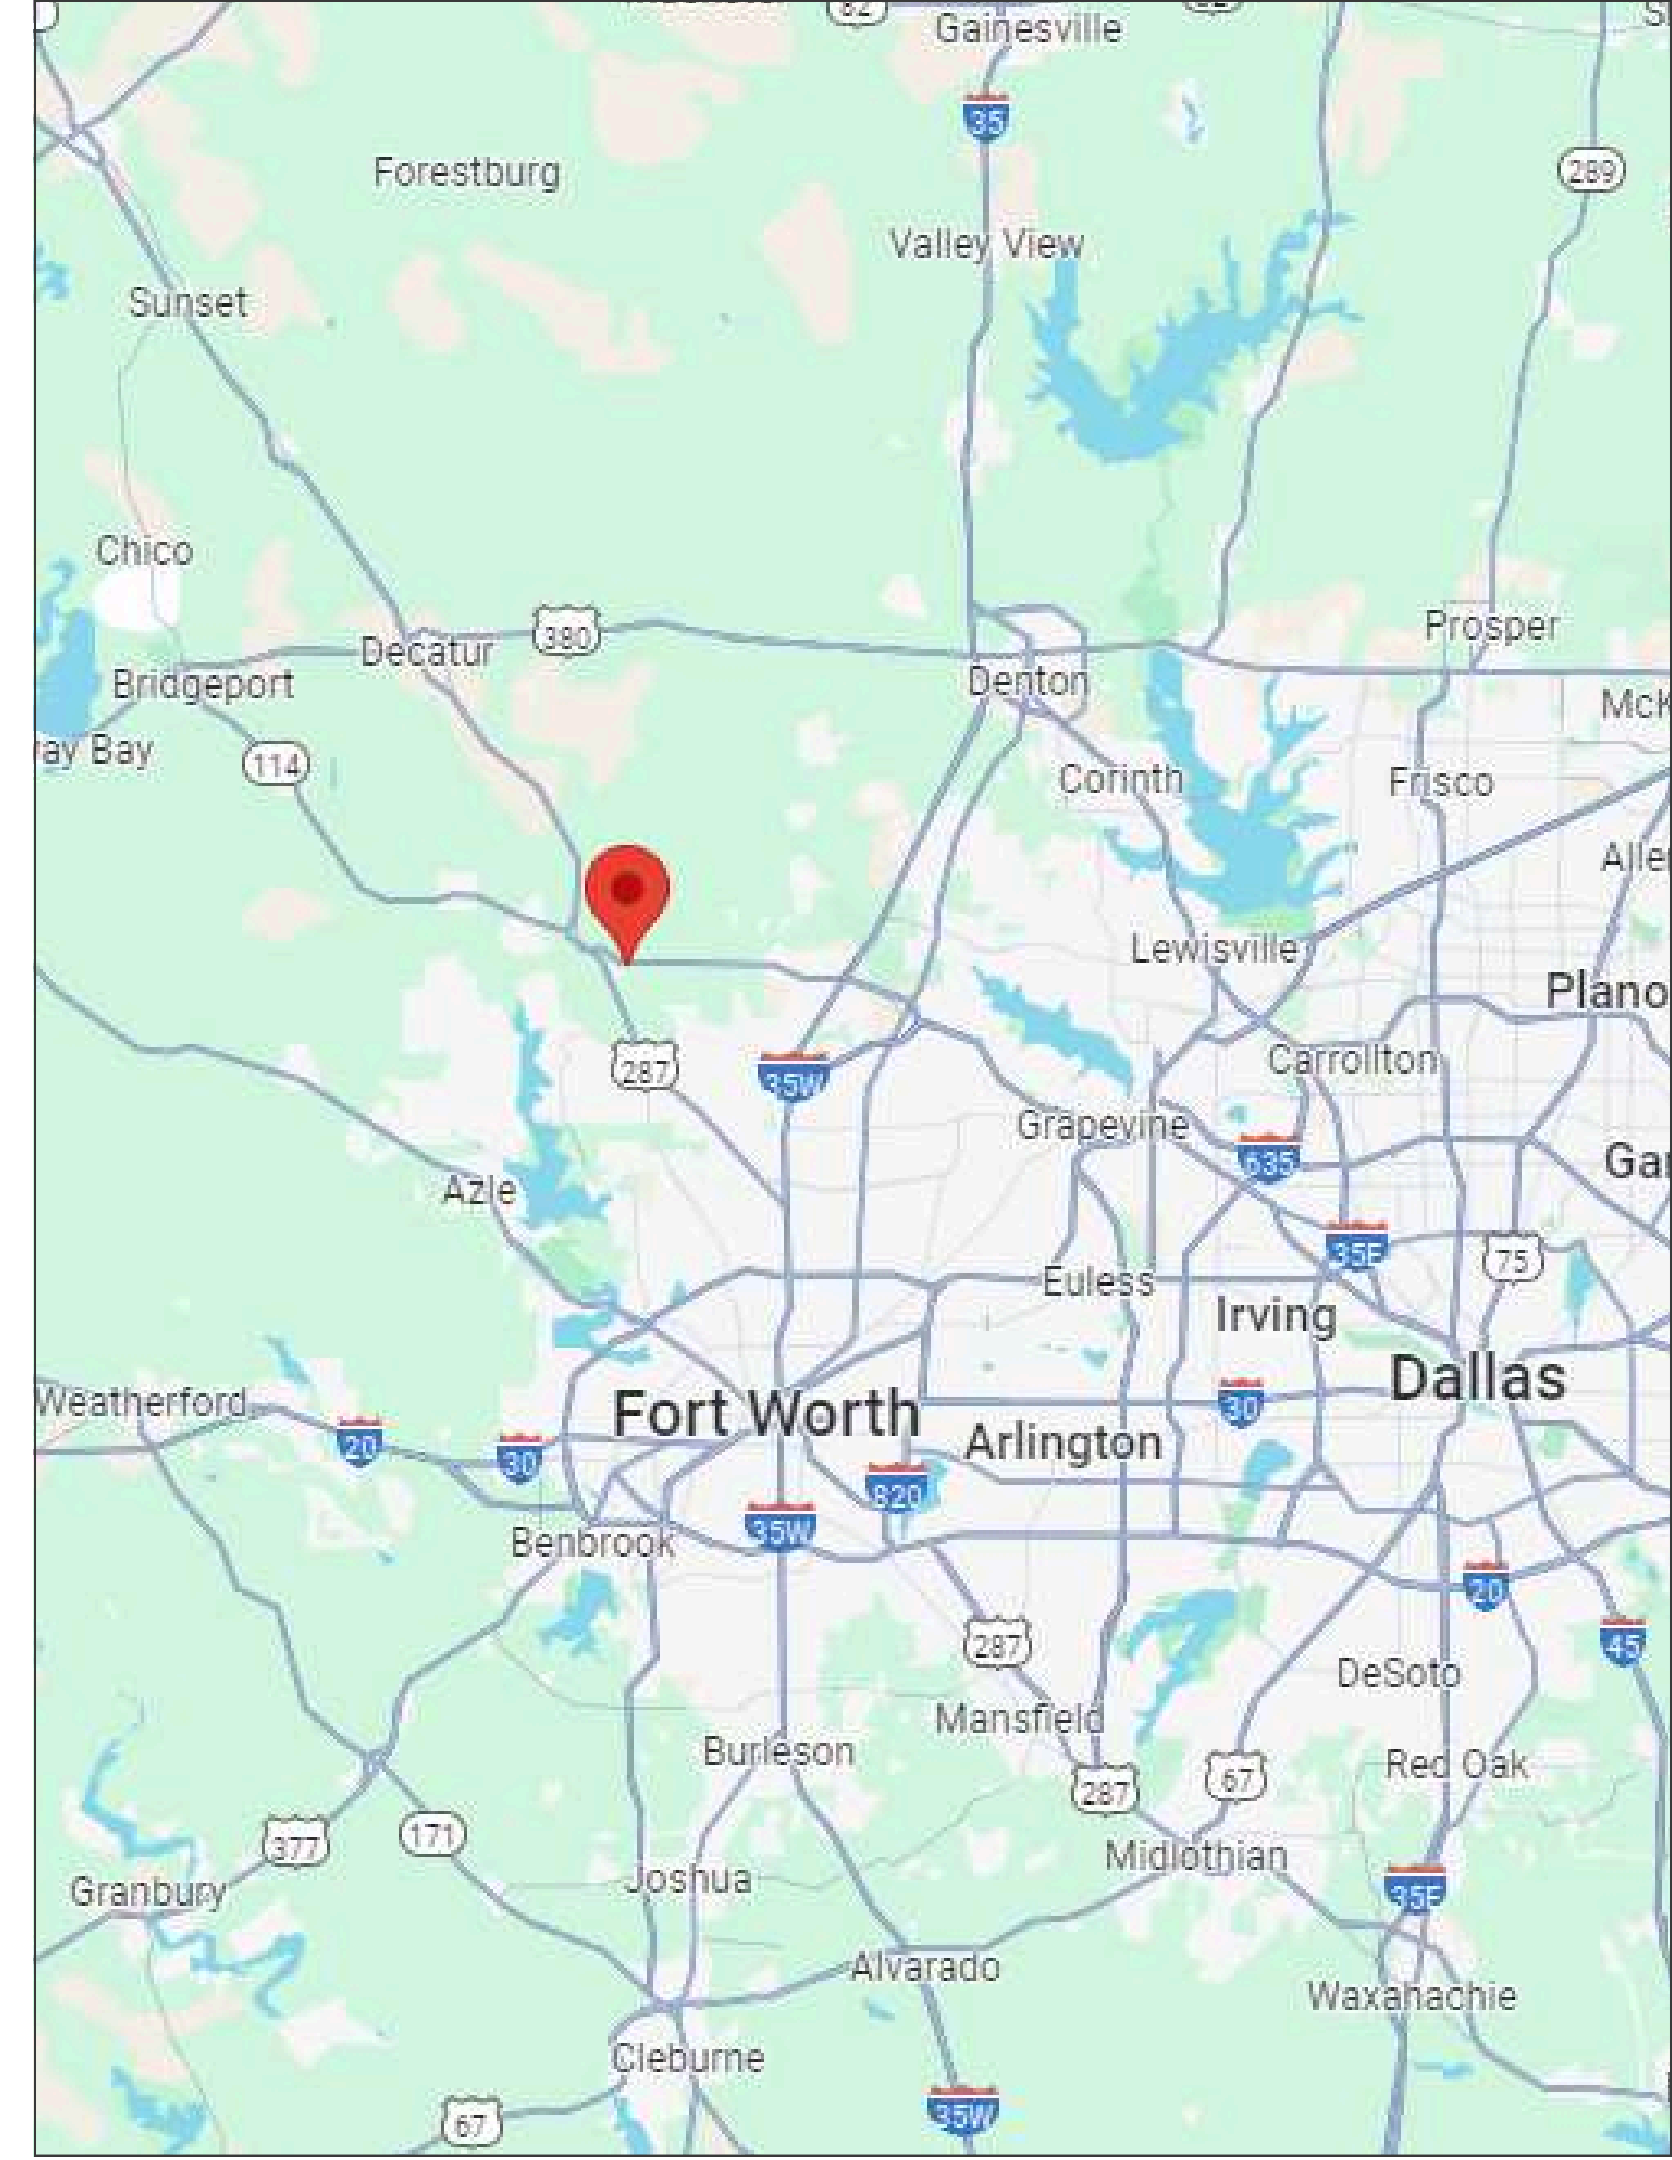 82
Gainesville
35
Forestburg
289
Valley View
Sunset
Chico
380
Prosper
Decatur
Denton
Bridgeport
McK
ay Bay
114
Corinth
Frisco
Alle
Lewisville
Plano
287
35W
Carrollton
Grapevine
635
Gar
Azle
35E
75
Euless
Irving
Dallas
Weatherford
Fort Worth
30
20
30
Arlington
820
35W
Benbrook
20
287
45
DeSoto
Mansfield
Burleson
Red Oak
287
67
377
171
Midlothian
Joshua
Granbury
35E
Alvarado
Waxahachie
Cleburne
67
35W